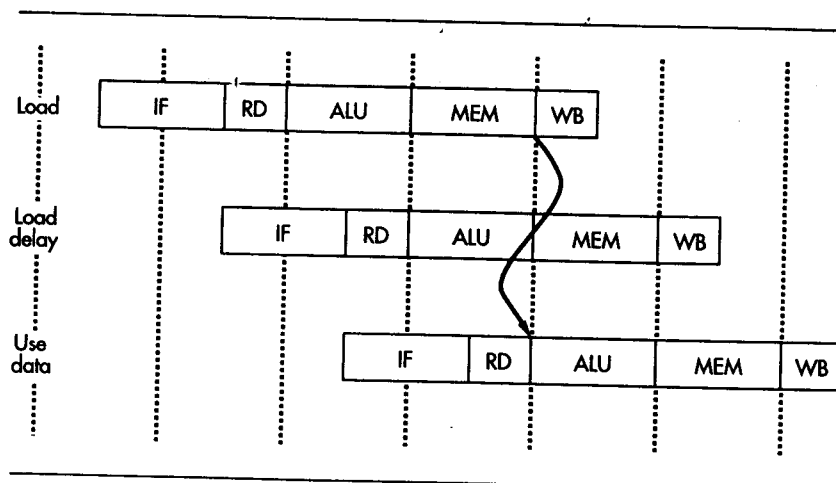 Load IF RD ALU MEM WB
Load
delay IF RD ALU MEM WB
Use
data IF RD ALU MEM WB